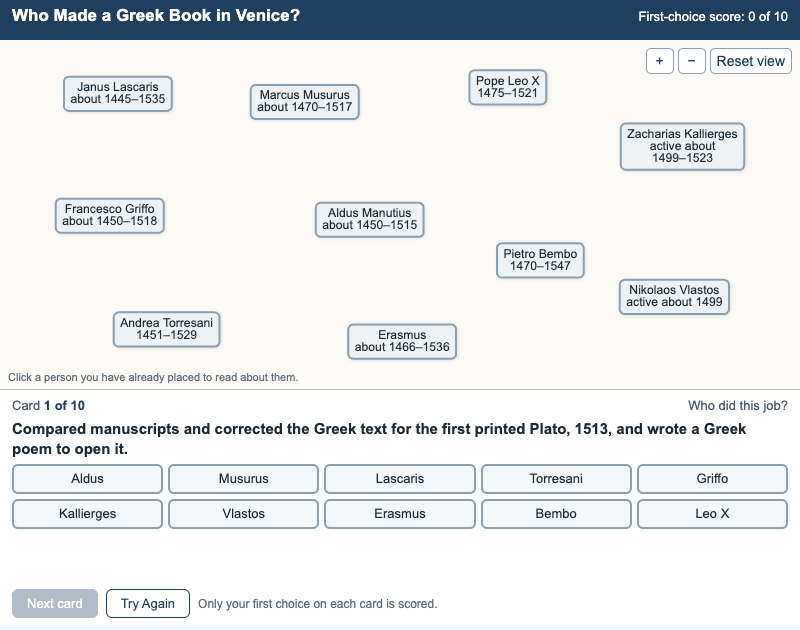 Who Made a Greek Book in Venice?
First-choice score: 0 of 10
+
−
Reset view
Janus Lascaris
about 1445–1535
Marcus Musurus
about 1470–1517
Pope Leo X
1475–1521
Zacharias Kallierges
active about
1499–1523
Francesco Griffo
about 1450–1518
Aldus Manutius
about 1450–1515
Pietro Bembo
1470–1547
Nikolaos Vlastos
active about 1499
Andrea Torresani
1451–1529
Erasmus
about 1466–1536
Click a person you have already placed to read about them.
Card 1 of 10
Who did this job?
Compared manuscripts and corrected the Greek text for the first printed Plato, 1513, and wrote a Greek
poem to open it.
Aldus
Musurus
Lascaris
Torresani
Griffo
Kallierges
Vlastos
Erasmus
Bembo
Leo X
Next card
Try Again
Only your first choice on each card is scored.